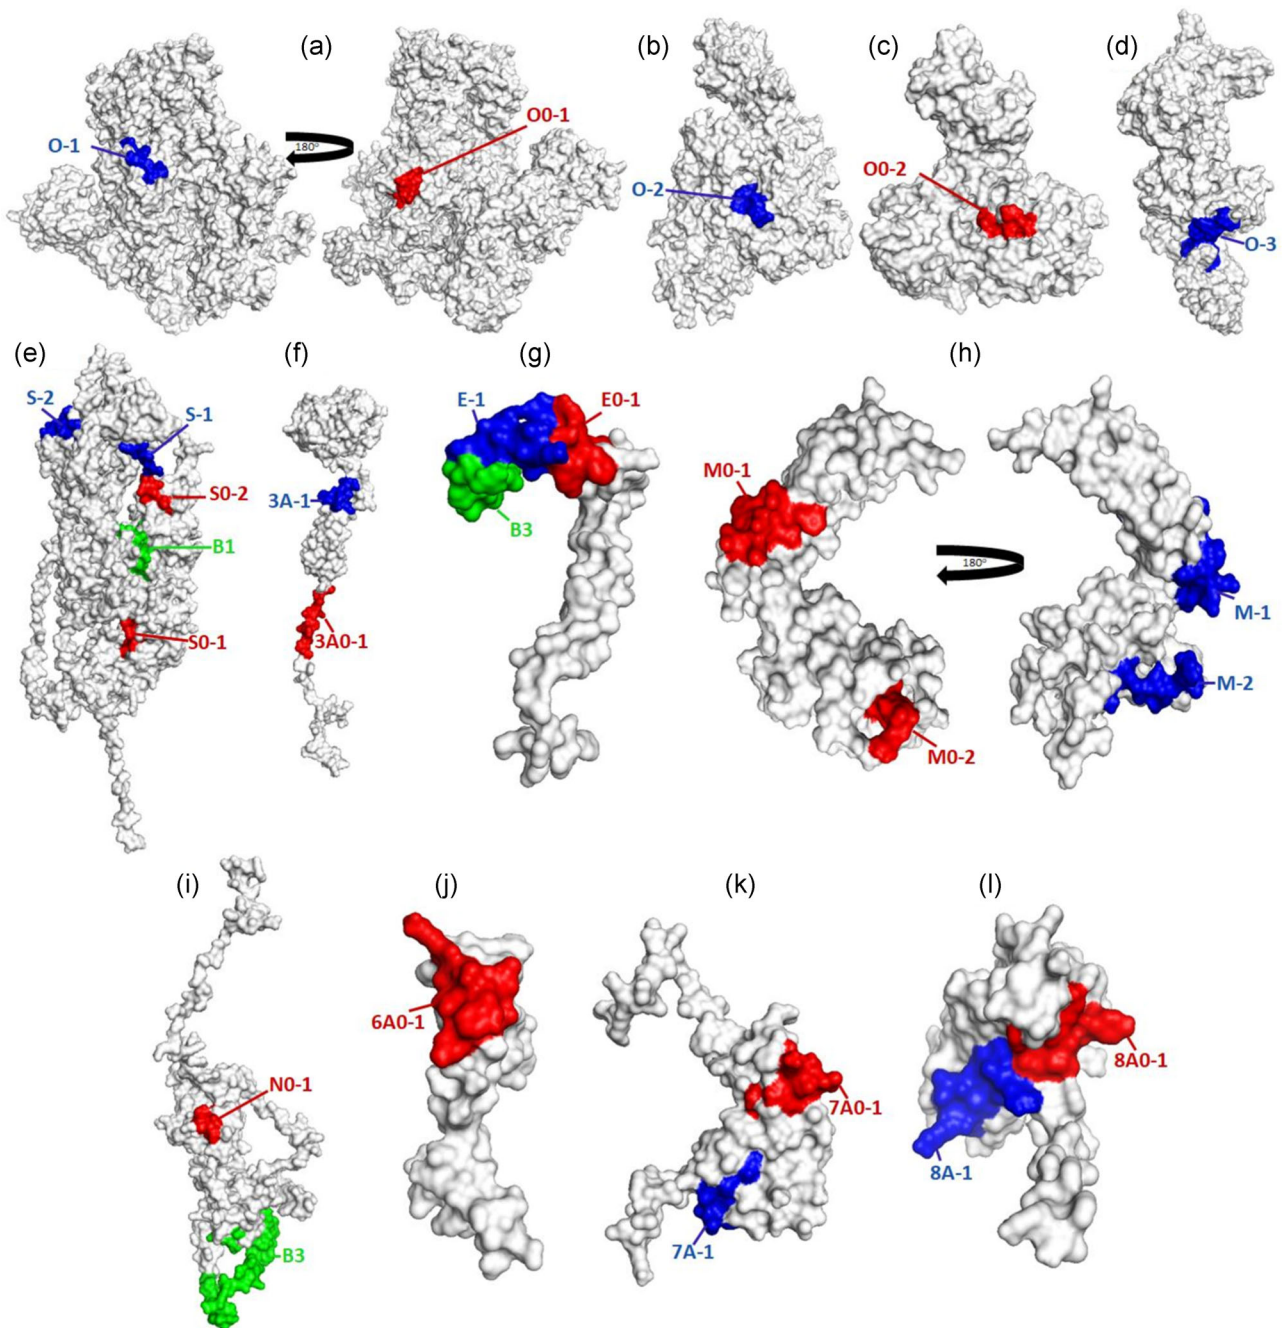 (a)
(b)
(c)
(d)
O-1
180°
O0-1
O-2
O0-2
O-3
(e)
(f)
(g)
(h)
S-2
S-1
S0-2
B1
S0-1
3A-1
3A0-1
E-1
E0-1
B3
M0-1
M0-2
180°
M-1
M-2
(i)
(j)
(k)
(l)
N0-1
B3
6A0-1
7A0-1
7A-1
8A0-1
8A-1